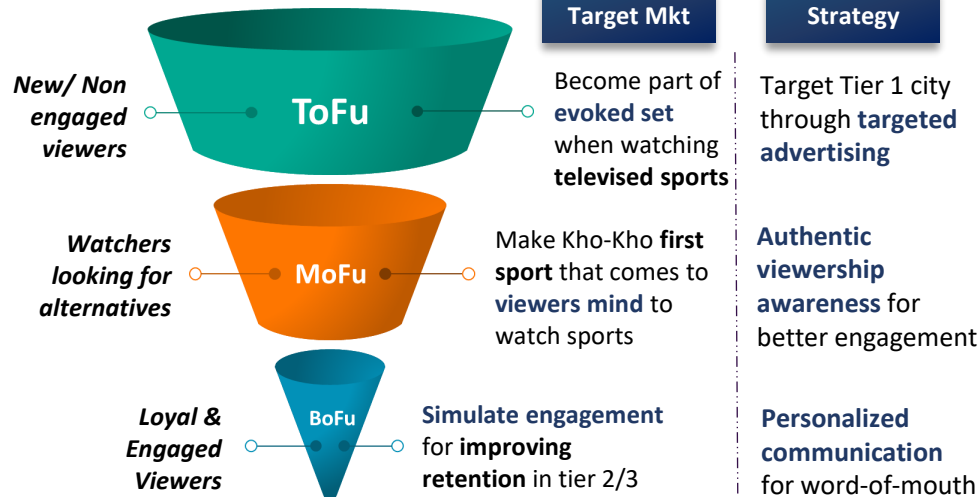 Target Mkt
Strategy
New/ Non
engaged
viewers
ToFu
Become part of
evoked set
when watching
televised sports
Target Tier 1 city
through targeted
advertising
Watchers
looking for
alternatives
MoFu
Make Kho-Kho first
sport that comes to
viewers mind to
watch sports
Authentic
viewership
awareness for
better engagement
Loyal &
Engaged
Viewers
BoFu
Simulate engagement
for improving
retention in tier 2/3
Personalized
communication
for word-of-mouth